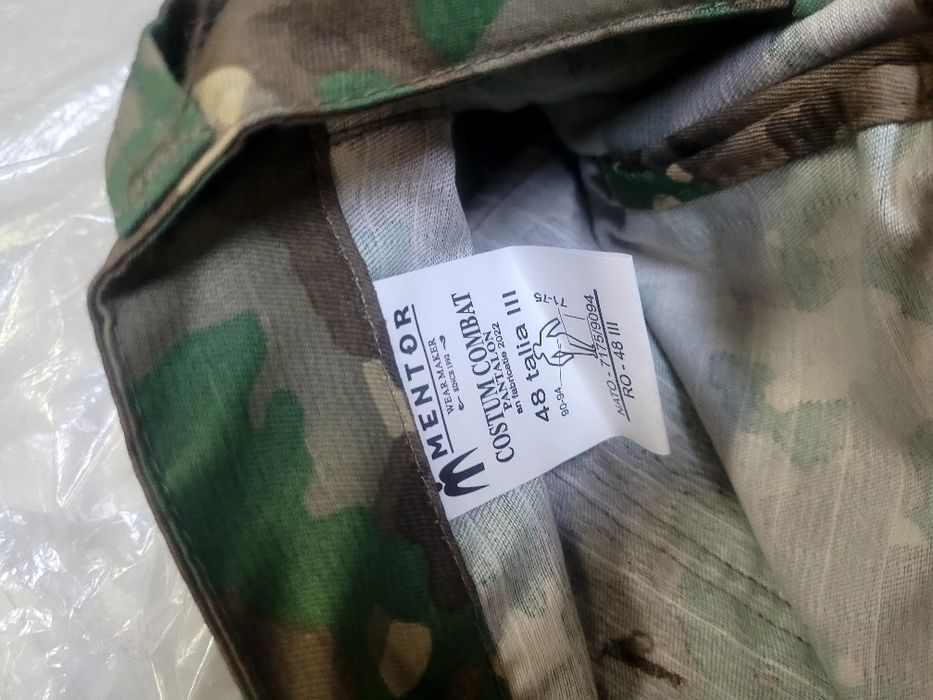 MENTOR
WEAR MAKER
SINCE 1992
COSTUM COMBAT
PANTALON
an fabricatie 2022
48 talia III
71-75
90-94
NATO - 7175/9094
RO - 48 III